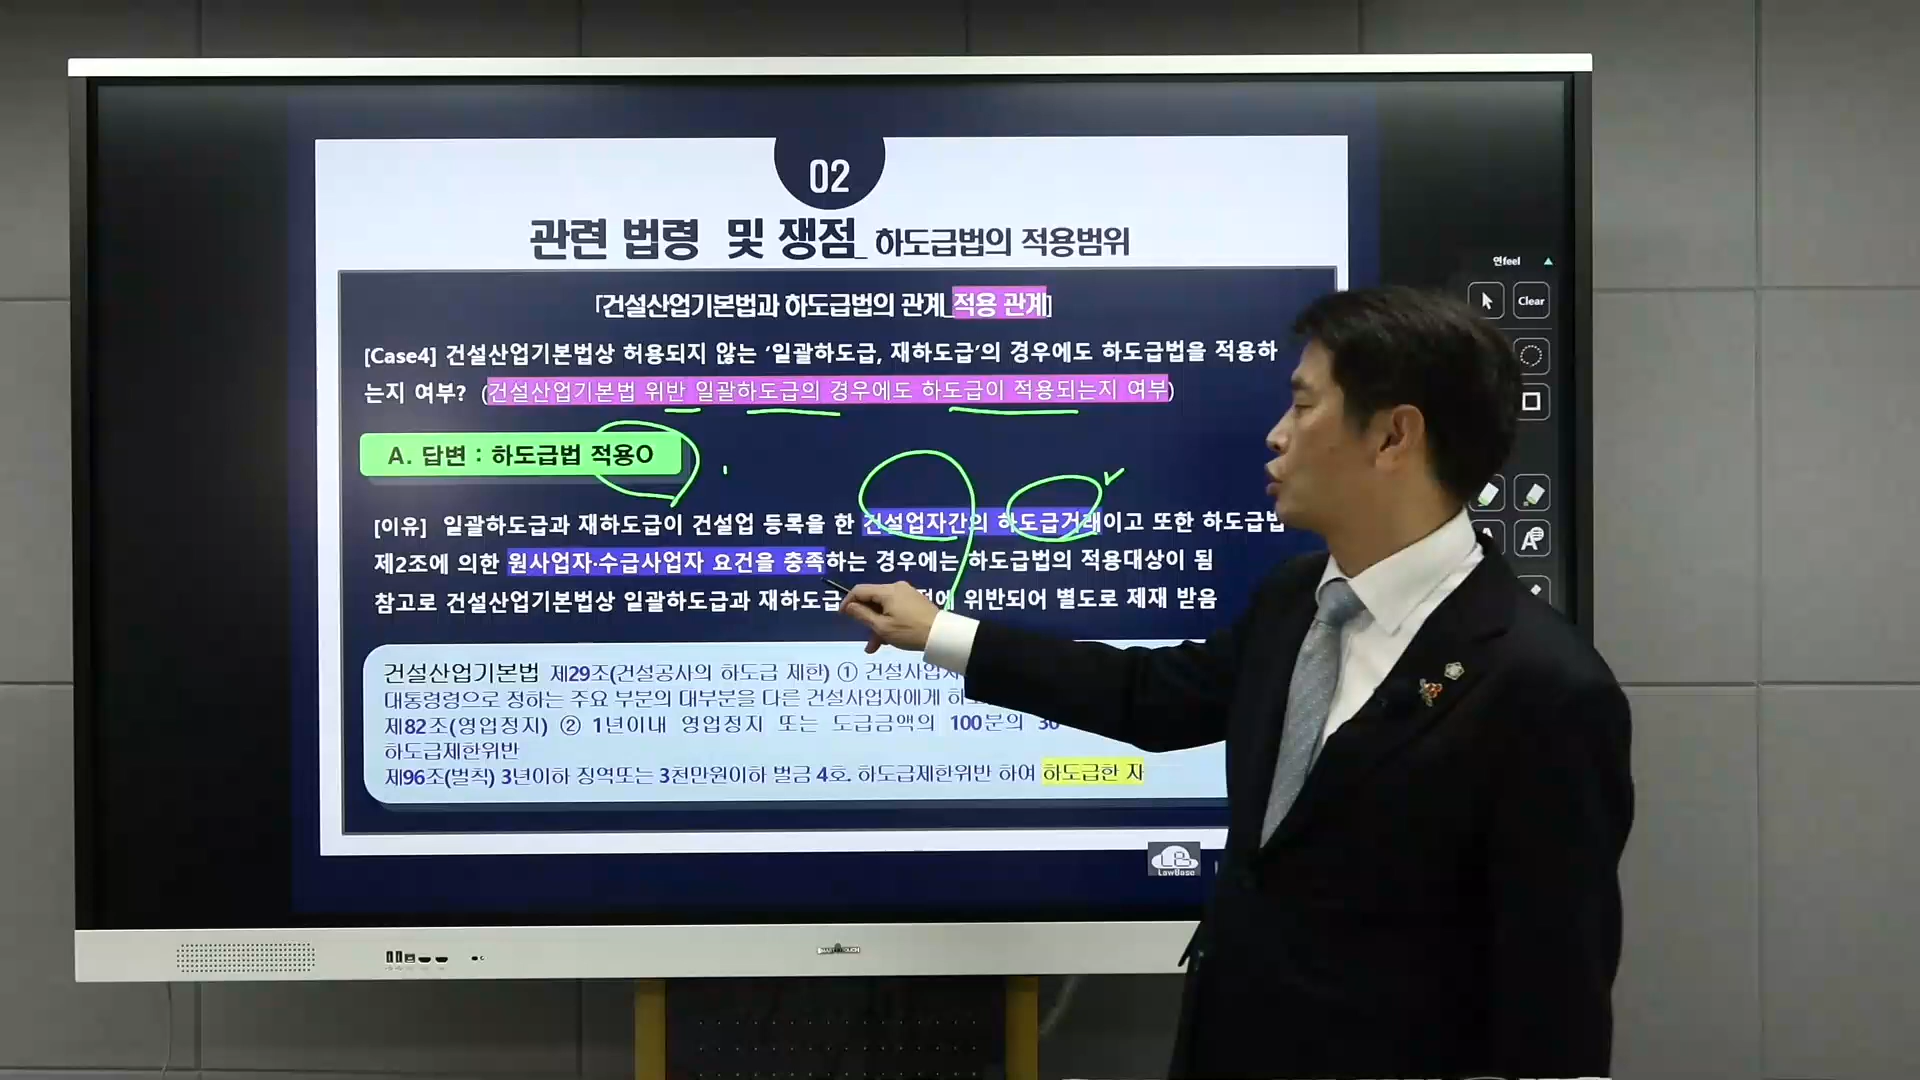 02
관련 법령 및 쟁점_ 하도급법의 적용범위
「건설산업기본법과 하도급법의 관계_적용 관계」
[Case4] 건설산업기본법상 허용되지 않는 '일괄하도급, 재하도급'의 경우에도 하도급법을 적용하
는지 여부? (건설산업기본법 위반 일괄하도급의 경우에도 하도급이 적용되는지 여부)
A. 답변 : 하도급법 적용O
[이유] 일괄하도급과 재하도급이 건설업 등록을 한 건설업자간의 하도급거래이고 또한 하도급법
제2조에 의한 원사업자·수급사업자 요건을 충족하는 경우에는 하도급법의 적용대상이 됨
참고로 건설산업기본법상 일괄하도급과 재하도 위반되어 별도로 제재 받음
건설산업기본법 제29조(건설공사의 하도급 제한) ① 건설사업자
대통령령으로 정하는 주요 부분의 대부분을 다른 건설사업자에게
제82조(영업정지) ② 1년이내 영업정지 또는 도급금액의 100분의 30
하도급제한위반
제96조(벌칙) 3년이하 징역또는 3천만원이하 벌금 4호. 하도급제한위반 하여 하도급한 자
연feel
Clear
LB
LawBase